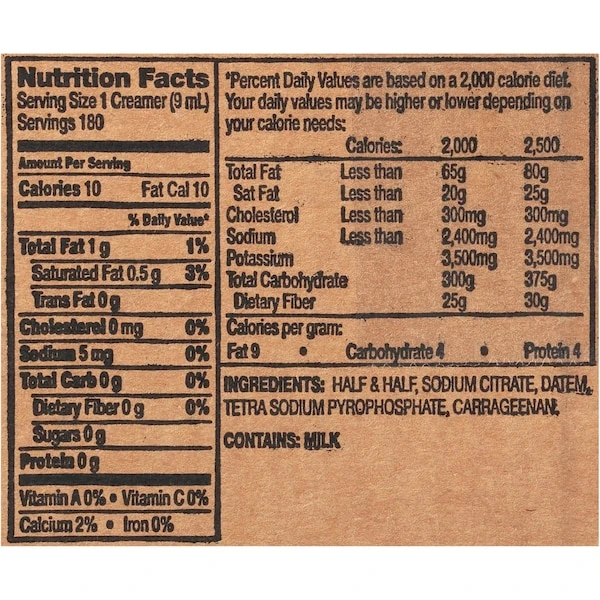 Nutrition Facts
Serving Size 1 Creamer (9 mL)
Servings 180
Amount Per Serving
Calories 10 Fat Cal 10
% Daily Value*
Total Fat 1 g 1%
Saturated Fat 0.5 g 3%
Trans Fat 0 g
Cholesterol 0 mg 0%
Sodium 5 mg 0%
Total Carb 0 g 0%
Dietary Fiber 0 g 0%
Sugars 0 g
Protein 0 g
Vitamin A 0% • Vitamin C 0%
Calcium 2% • Iron 0%
*Percent Daily Values are based on a 2,000 calorie diet.
Your daily values may be higher or lower depending on
your calorie needs:
Calories: 2,000 2,500
Total Fat Less than 65g 80g
Sat Fat Less than 20g 25g
Cholesterol Less than 300mg 300mg
Sodium Less than 2,400mg 2,400mg
Potassium 3,500mg 3,500mg
Total Carbohydrate 300g 375g
Dietary Fiber 25g 30g
Calories per gram:
Fat 9 • Carbohydrate 4 • Protein 4
INGREDIENTS: HALF & HALF, SODIUM CITRATE, DATEM,
TETRA SODIUM PYROPHOSPHATE, CARRAGEENAN.
CONTAINS: MILK